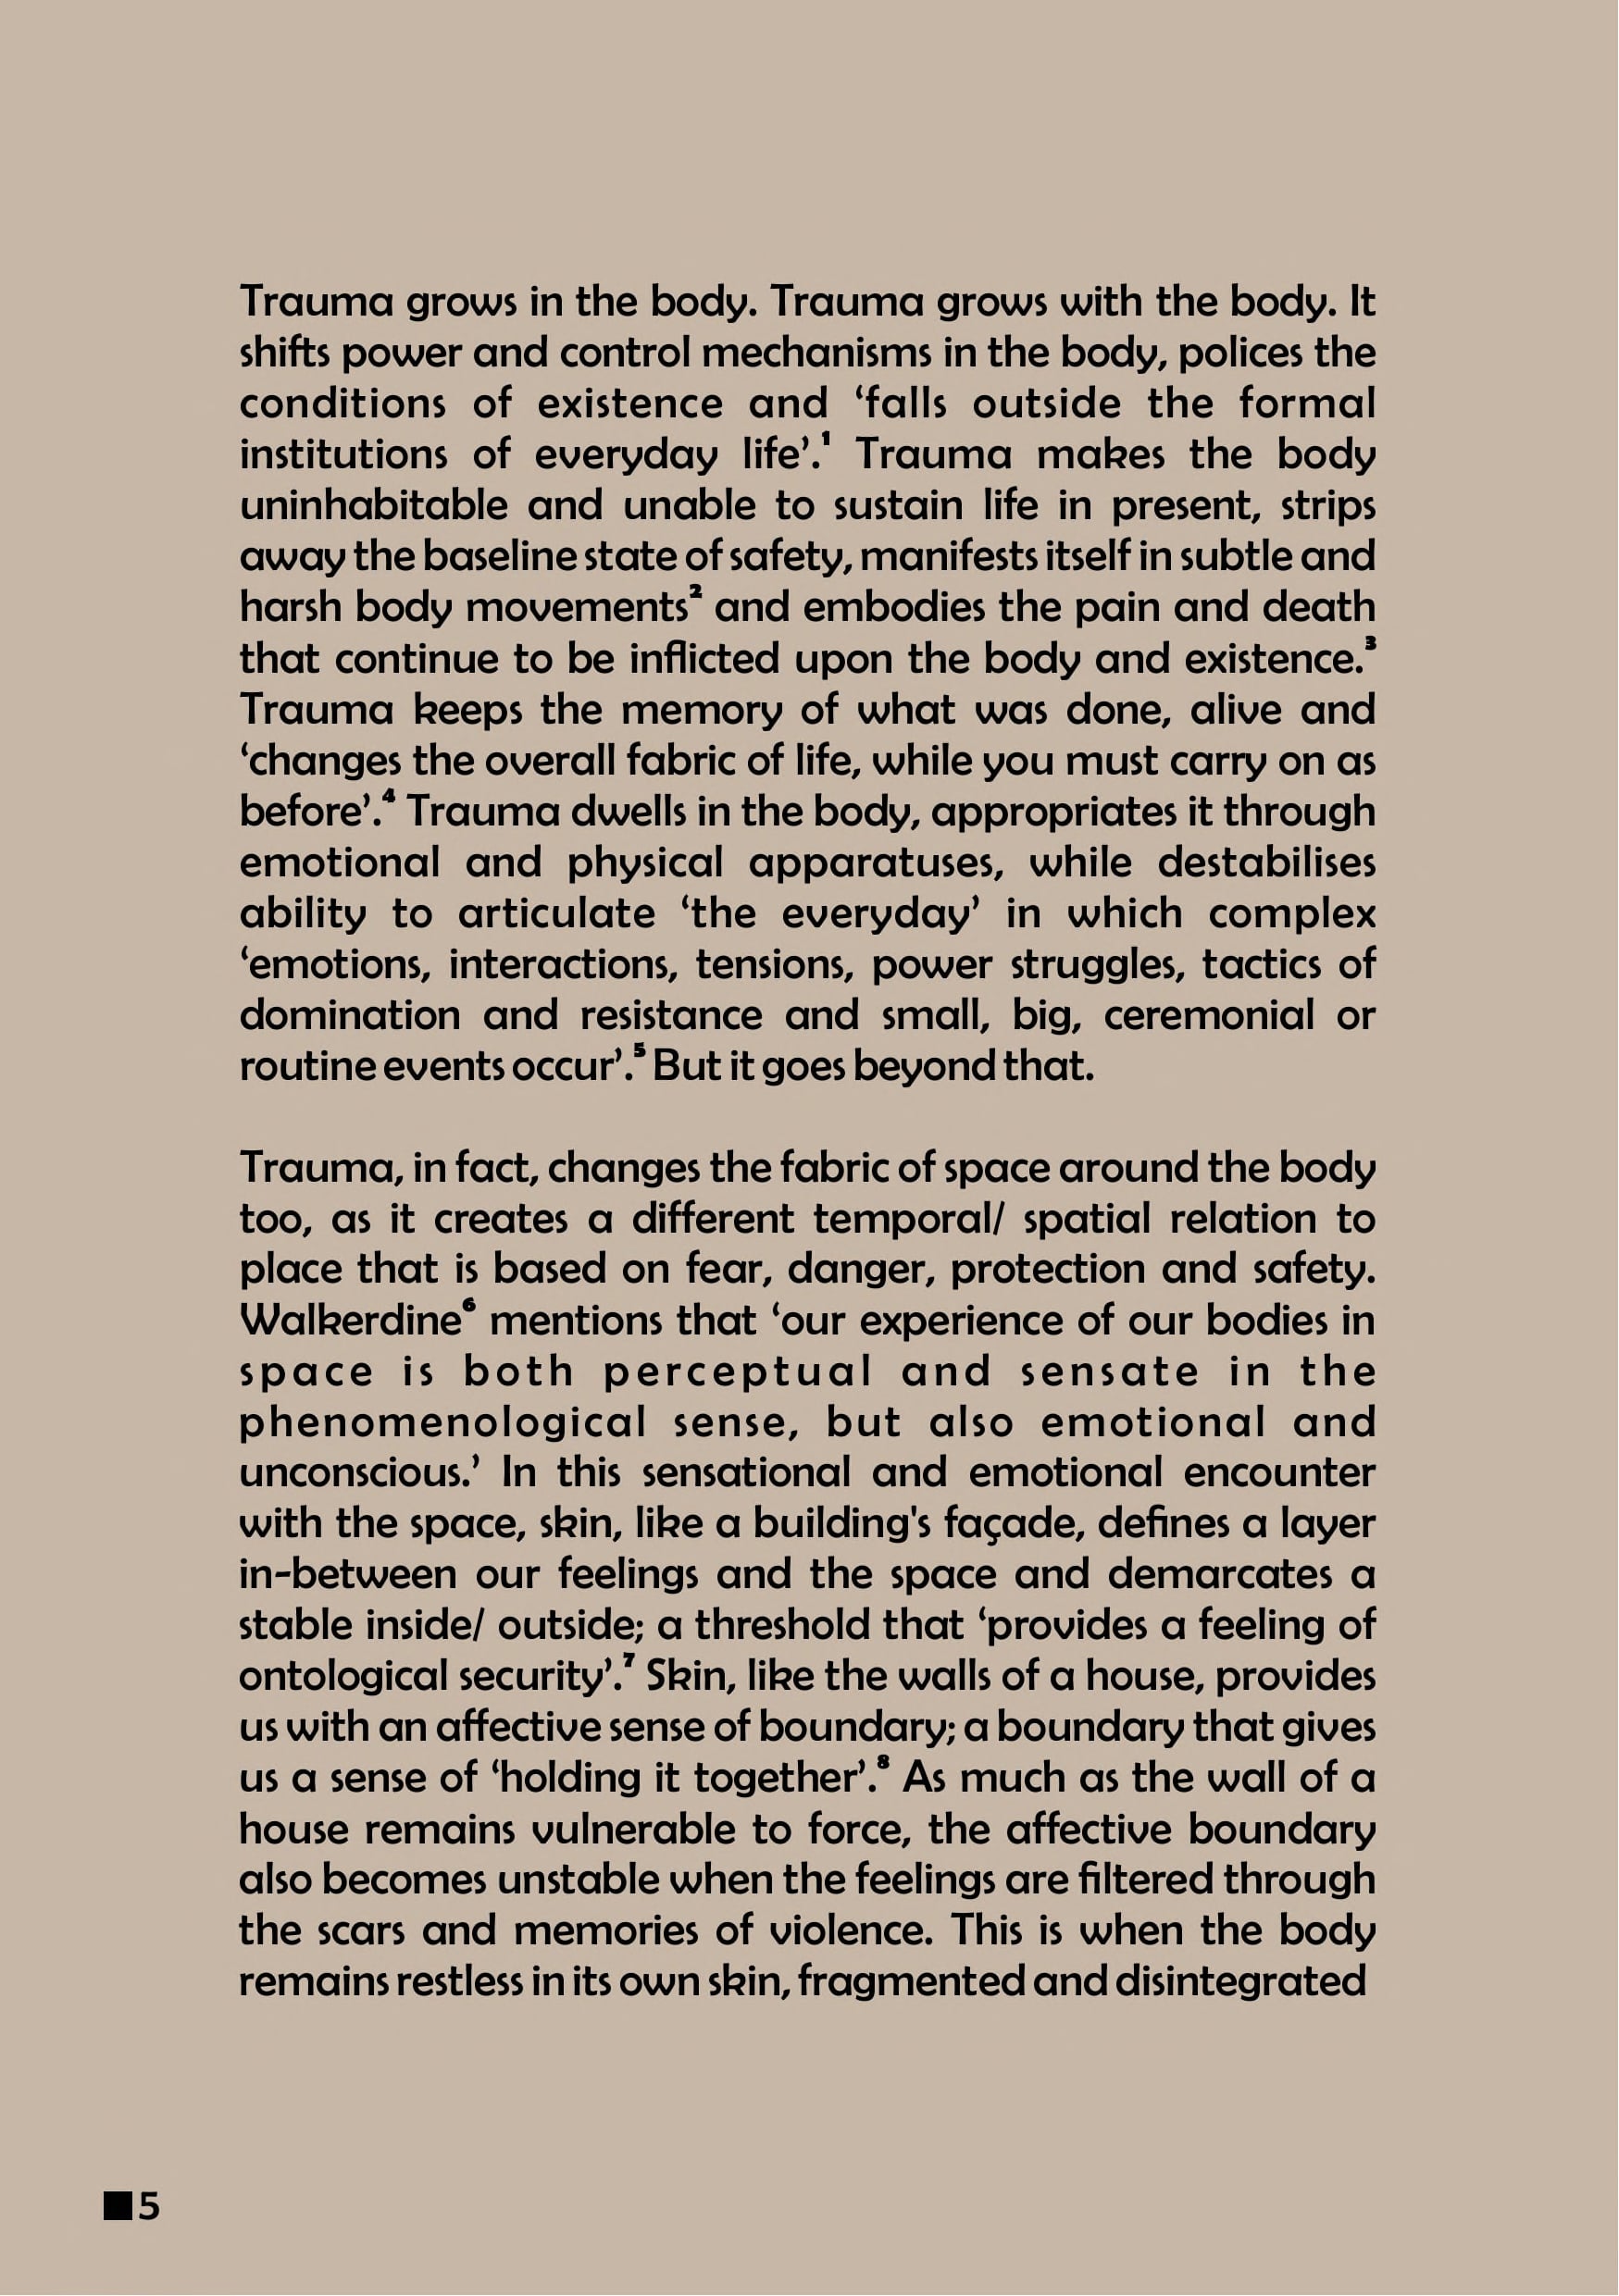 Trauma grows in the body. Trauma grows with the body. It
shifts power and control mechanisms in the body, polices the
conditions of existence and ‘falls outside the formal
institutions of everyday life’.¹ Trauma makes the body
uninhabitable and unable to sustain life in present, strips
away the baseline state of safety, manifests itself in subtle and
harsh body movements² and embodies the pain and death
that continue to be inflicted upon the body and existence.³
Trauma keeps the memory of what was done, alive and
‘changes the overall fabric of life, while you must carry on as
before’.⁴ Trauma dwells in the body, appropriates it through
emotional and physical apparatuses, while destabilises
ability to articulate ‘the everyday’ in which complex
‘emotions, interactions, tensions, power struggles, tactics of
domination and resistance and small, big, ceremonial or
routine events occur’.⁵ But it goes beyond that.

Trauma, in fact, changes the fabric of space around the body
too, as it creates a different temporal/ spatial relation to
place that is based on fear, danger, protection and safety.
Walkerdine⁶ mentions that ‘our experience of our bodies in
space is both perceptual and sensate in the
phenomenological sense, but also emotional and
unconscious.’ In this sensational and emotional encounter
with the space, skin, like a building's façade, defines a layer
in-between our feelings and the space and demarcates a
stable inside/ outside; a threshold that ‘provides a feeling of
ontological security’.⁷ Skin, like the walls of a house, provides
us with an affective sense of boundary; a boundary that gives
us a sense of ‘holding it together’.⁸ As much as the wall of a
house remains vulnerable to force, the affective boundary
also becomes unstable when the feelings are filtered through
the scars and memories of violence. This is when the body
remains restless in its own skin, fragmented and disintegrated
■5